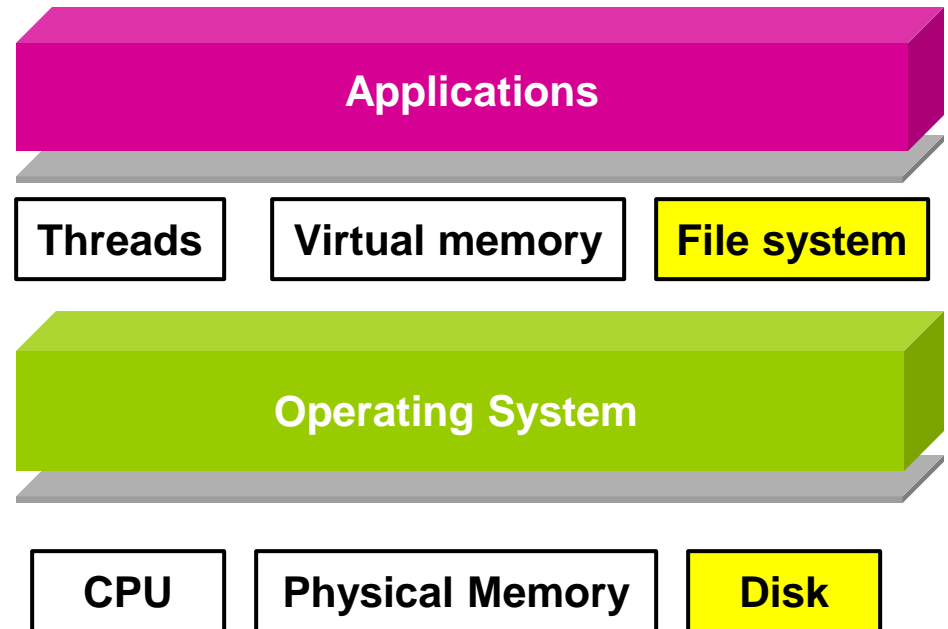 Applications
Threads
Virtual memory
File system
Operating System
CPU
Physical Memory
Disk